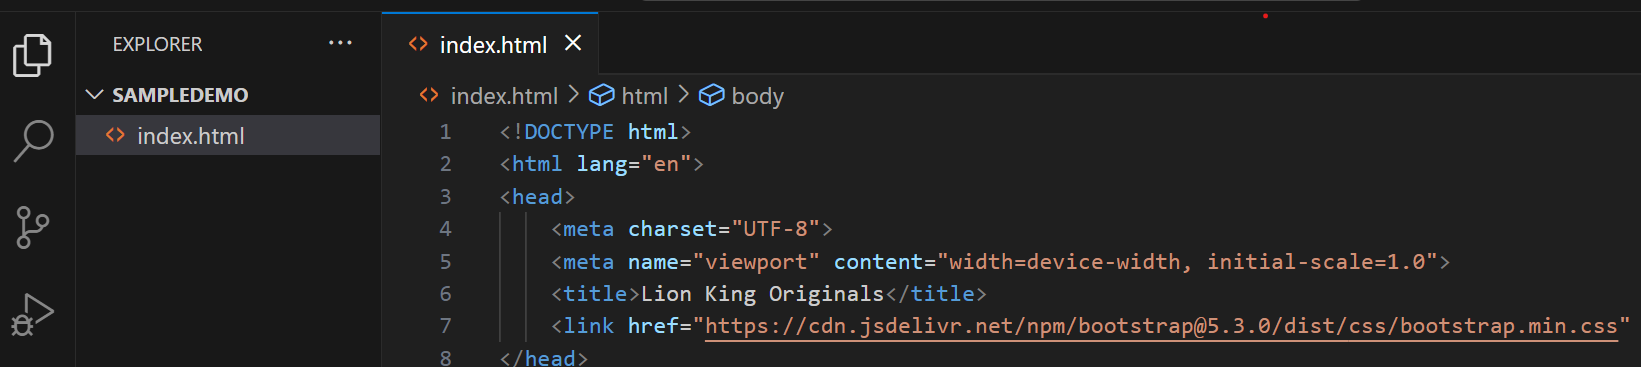 EXPLORER ...
SAMPLEDEMO
index.html
index.html
index.html > html > body
1 <!DOCTYPE html>
2 <html lang="en">
3 <head>
4 <meta charset="UTF-8">
5 <meta name="viewport" content="width=device-width, initial-scale=1.0">
6 <title>Lion King Originals</title>
7 <link href="https://cdn.jsdelivr.net/npm/bootstrap@5.3.0/dist/css/bootstrap.min.css"
8 </head>